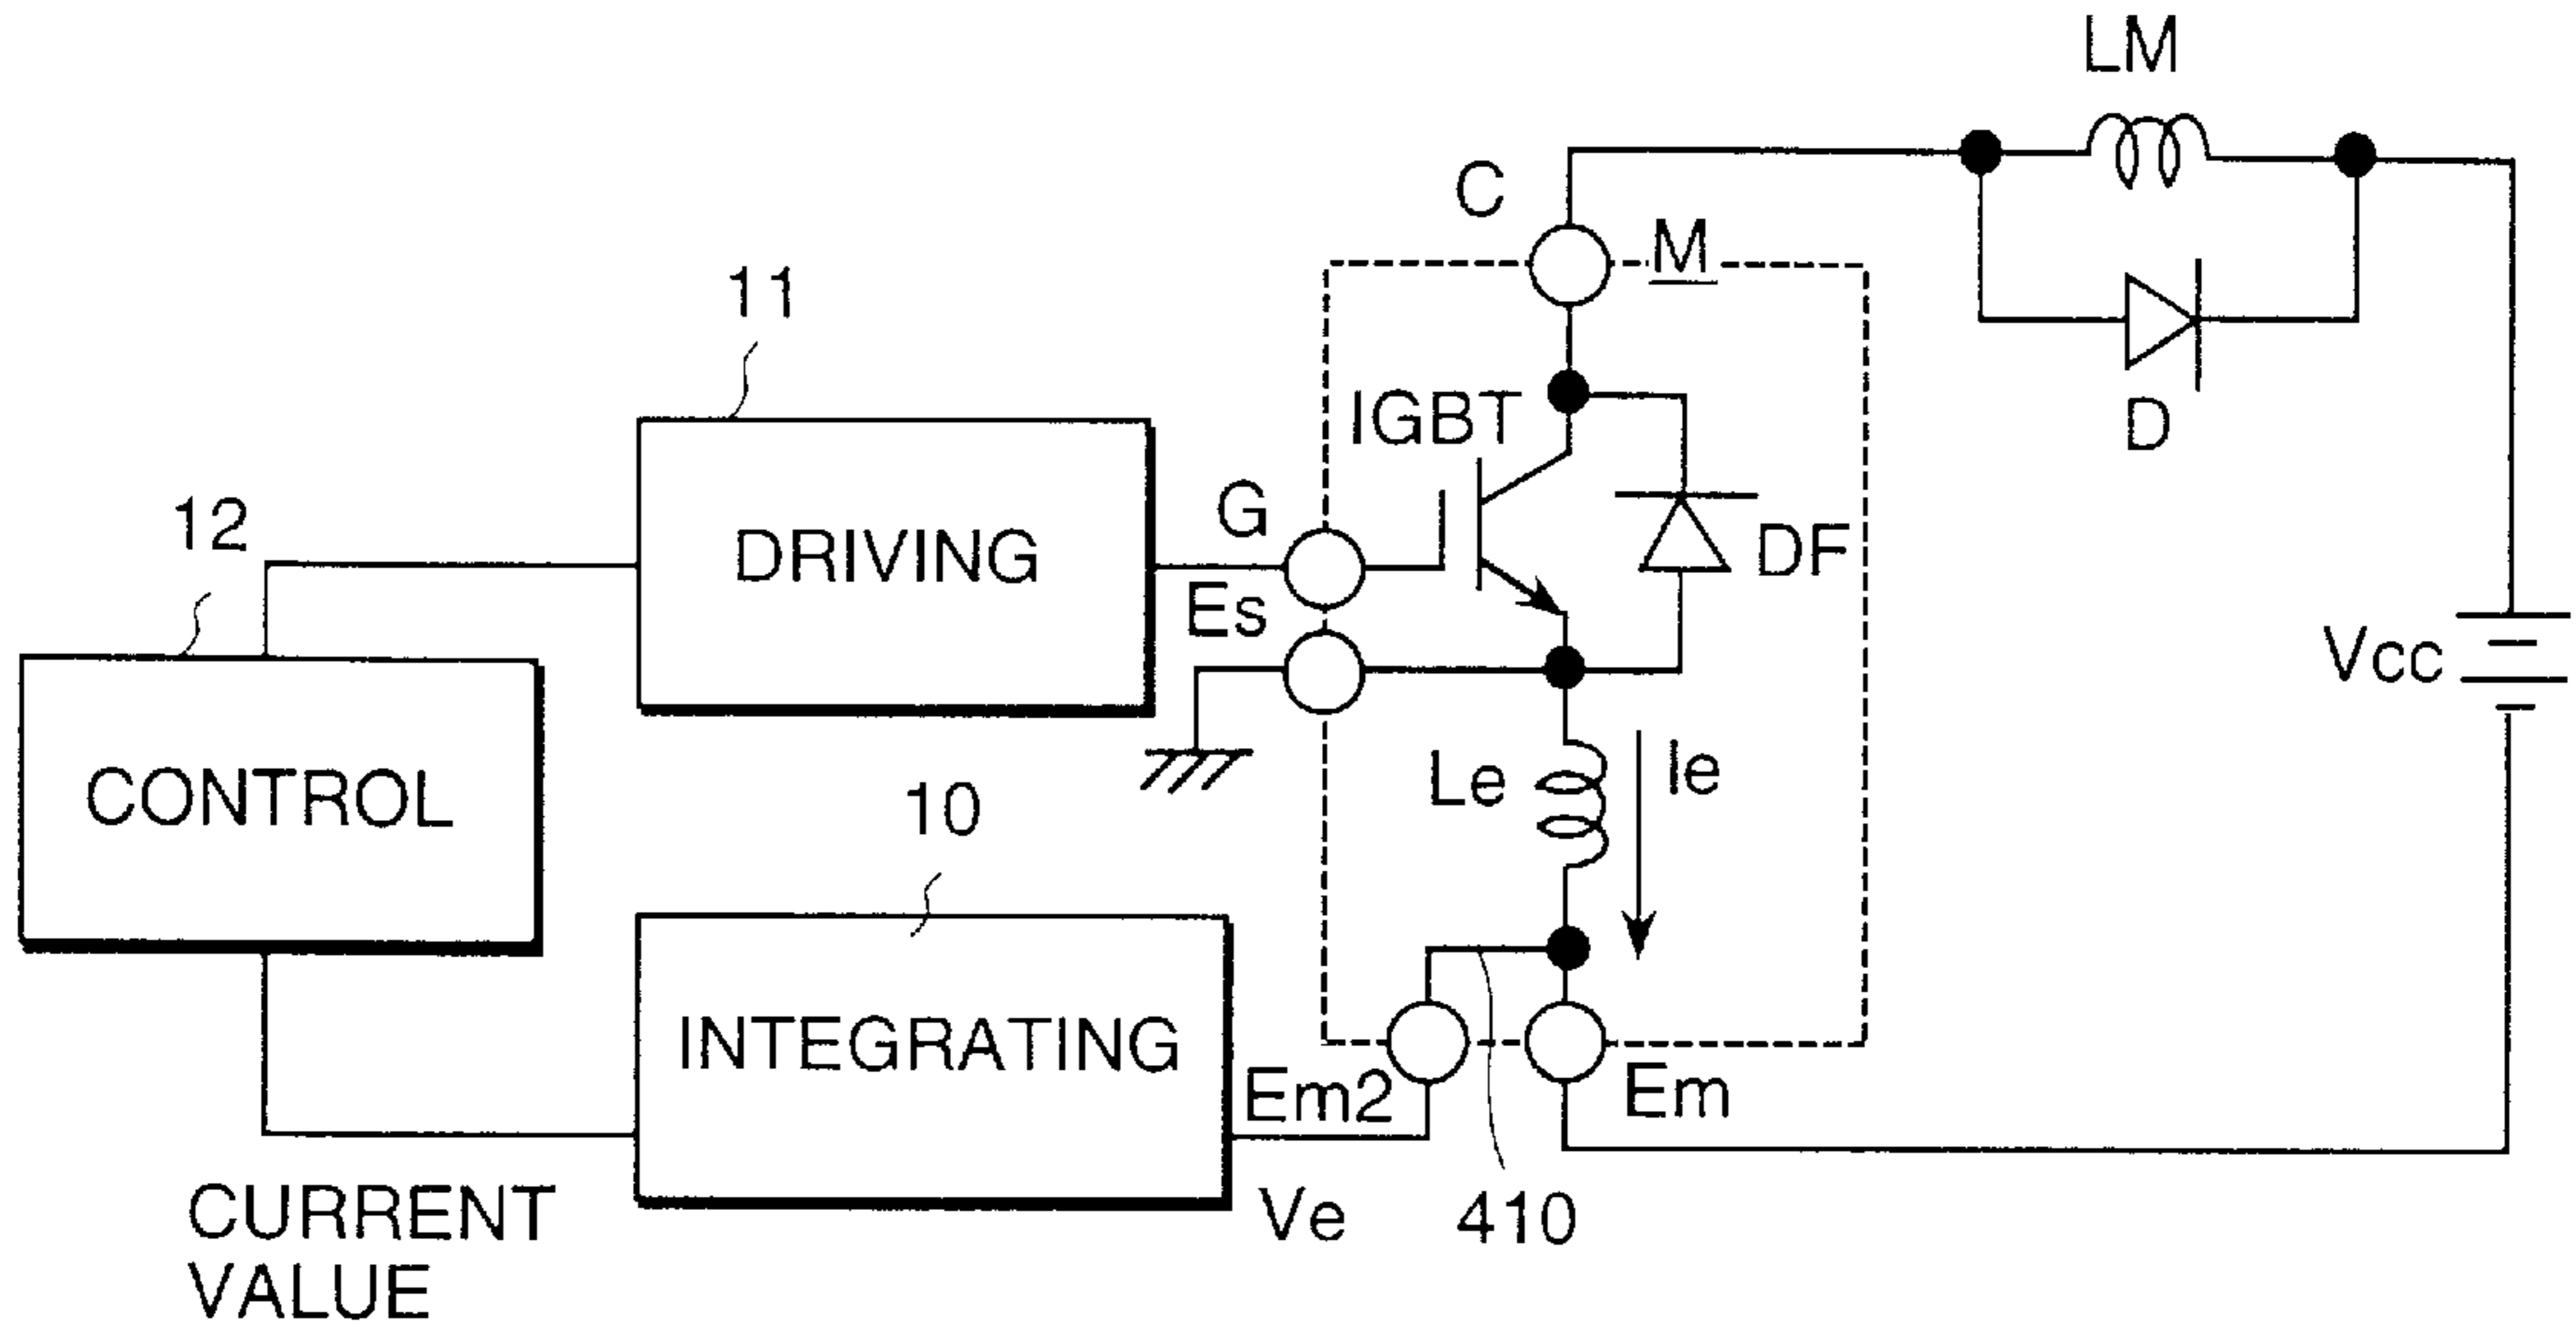 LM
C
M
11
IGBT
D
G
12
DRIVING
DF
Es
Vcc
CONTROL
Le
Ie
10
INTEGRATING
Em2
Em
CURRENT
VALUE
Ve
410